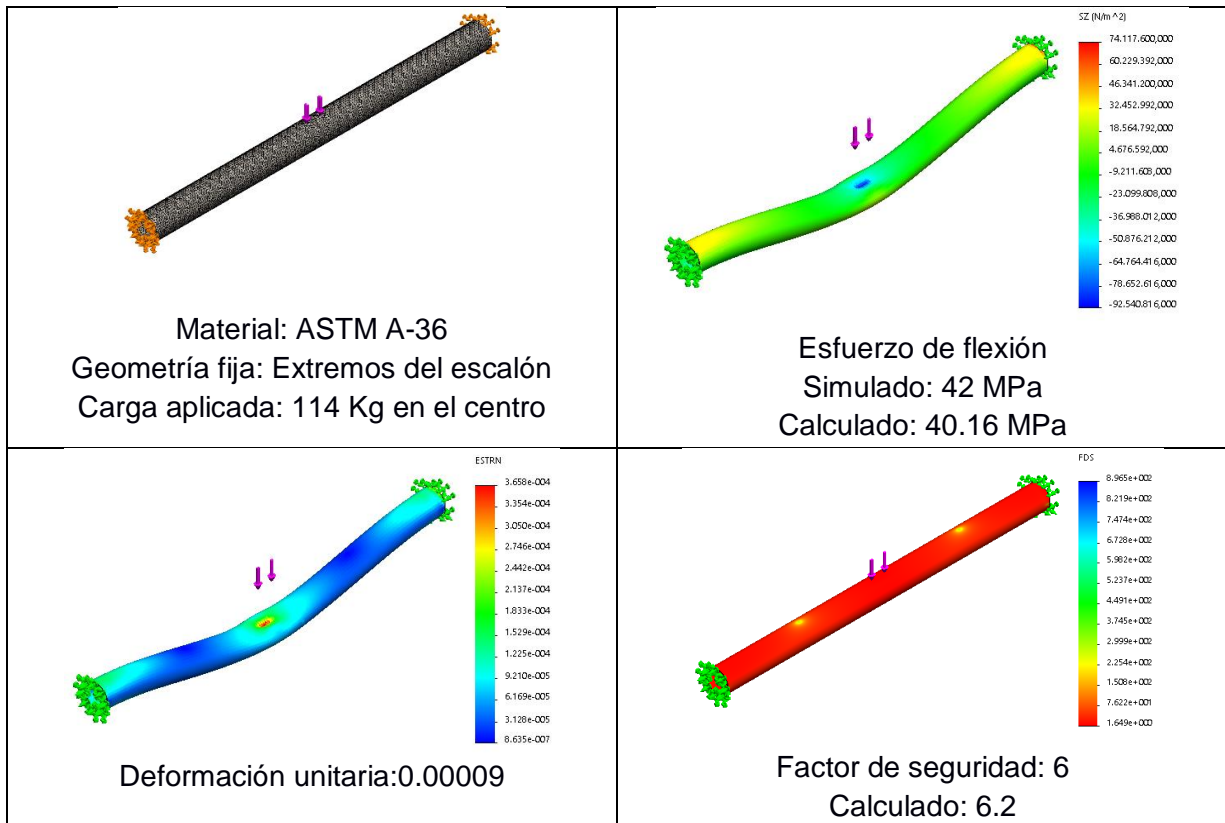 Material: ASTM A-36
Geometría fija: Extremos del escalón
Carga aplicada: 114 Kg en el centro
SZ (N/m^2)
74.117.600,000
60.229.392,000
46.341.200,000
32.452.992,000
18.564.792,000
4.676.592,000
-9.211.608,000
-23.099.808,000
-36.988.012,000
-50.876.212,000
-64.764.416,000
-78.652.616,000
-92.540.816,000
Esfuerzo de flexión
Simulado: 42 MPa
Calculado: 40.16 MPa
ESTRN
3.658e-004
3.354e-004
3.050e-004
2.746e-004
2.442e-004
2.137e-004
1.833e-004
1.529e-004
1.225e-004
9.210e-005
6.169e-005
3.128e-005
8.635e-007
Deformación unitaria:0.00009
FDS
8.965e+002
8.219e+002
7.474e+002
6.728e+002
5.982e+002
5.237e+002
4.491e+002
3.745e+002
2.999e+002
2.254e+002
1.508e+002
7.622e+001
1.649e+000
Factor de seguridad: 6
Calculado: 6.2